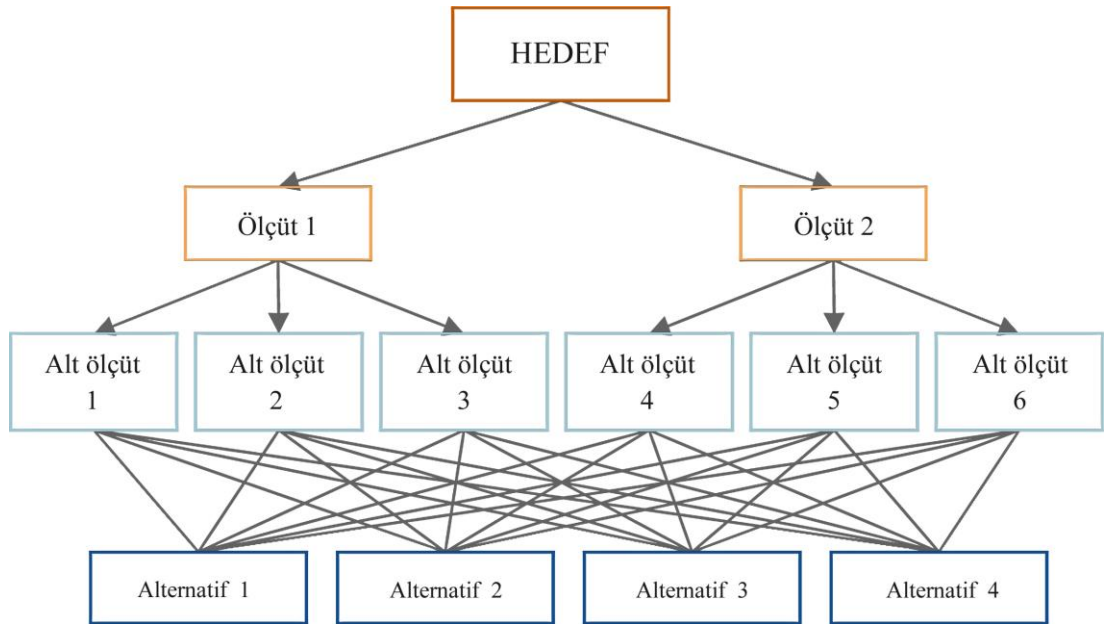 HEDEF
Ölçüt 1
Ölçüt 2
Alt ölçüt
1
Alt ölçüt
2
Alt ölçüt
3
Alt ölçüt
4
Alt ölçüt
5
Alt ölçüt
6
Alternatif 1
Alternatif 2
Alternatif 3
Alternatif 4